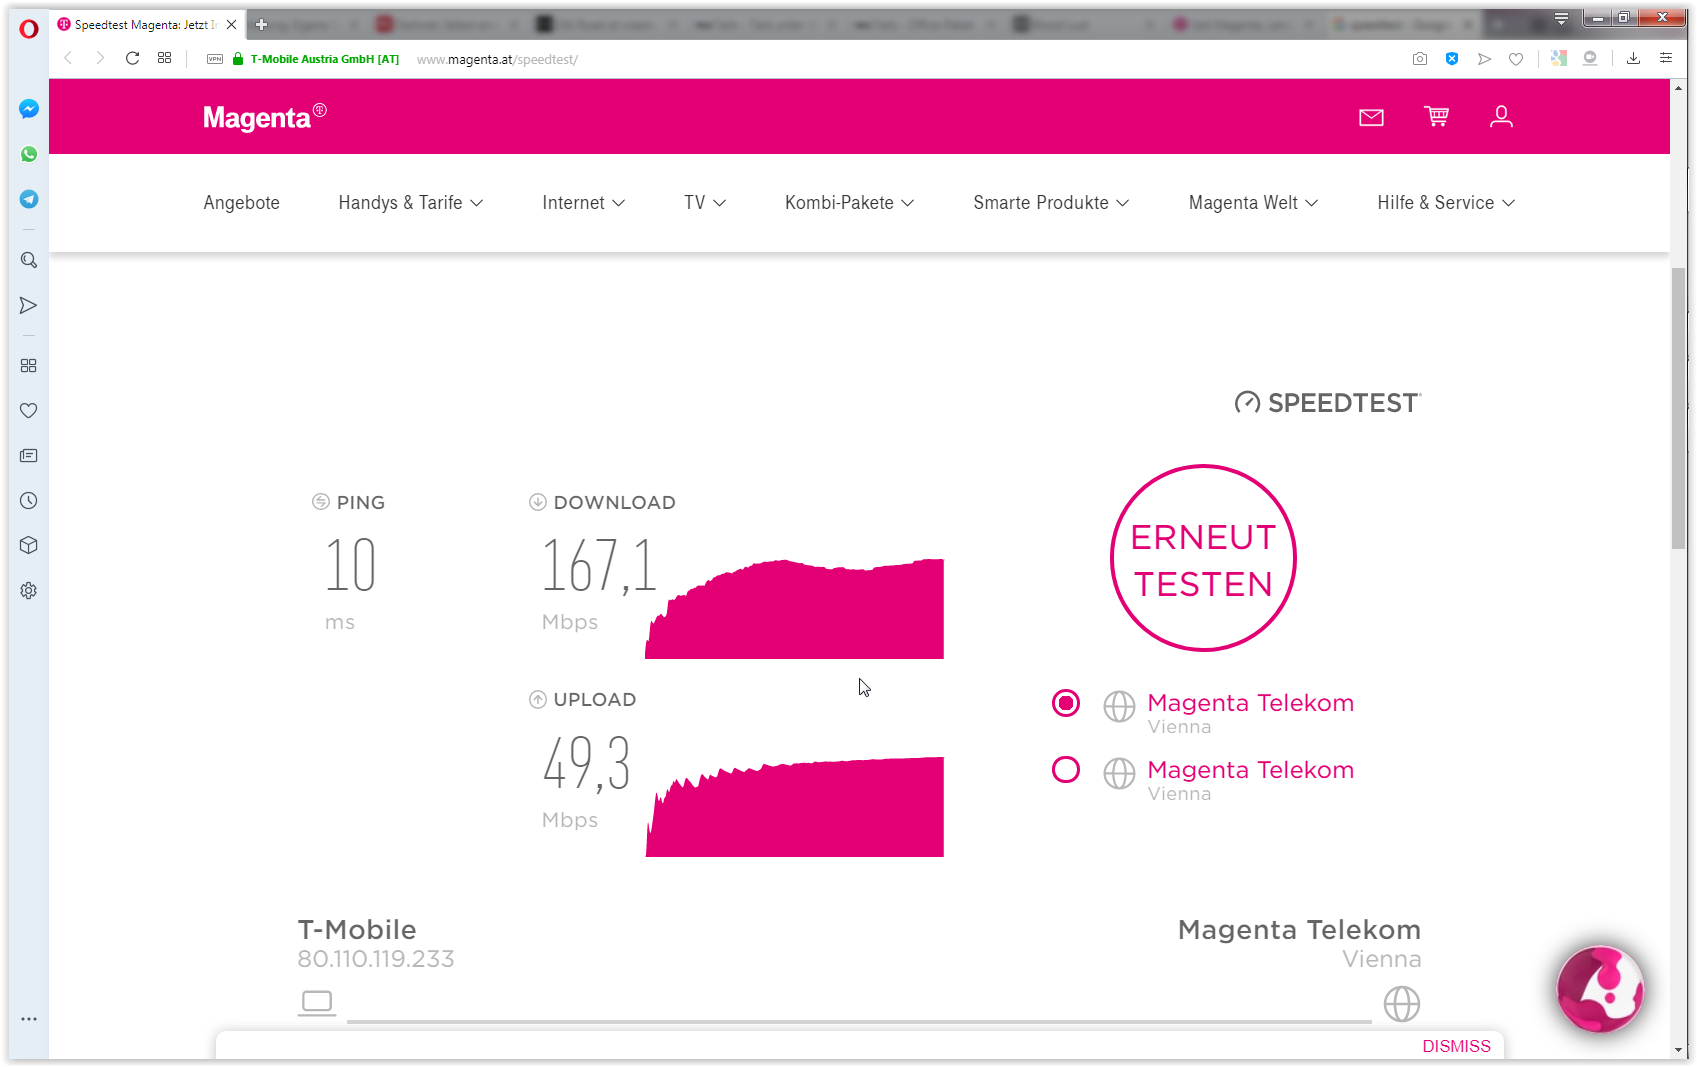 Speedtest Magenta: Jetzt I
VPN
T-Mobile Austria GmbH [AT]
www.magenta.at/speedtest/
Magenta
Angebote
Handys & Tarife
Internet
TV
Kombi-Pakete
Smarte Produkte
Magenta Welt
Hilfe & Service
SPEEDTEST
PING
10
ms
DOWNLOAD
167,1
Mbps
ERNEUT
TESTEN
UPLOAD
49,3
Mbps
Magenta Telekom
Vienna
Magenta Telekom
Vienna
T-Mobile
80.110.119.233
Magenta Telekom
Vienna
DISMISS